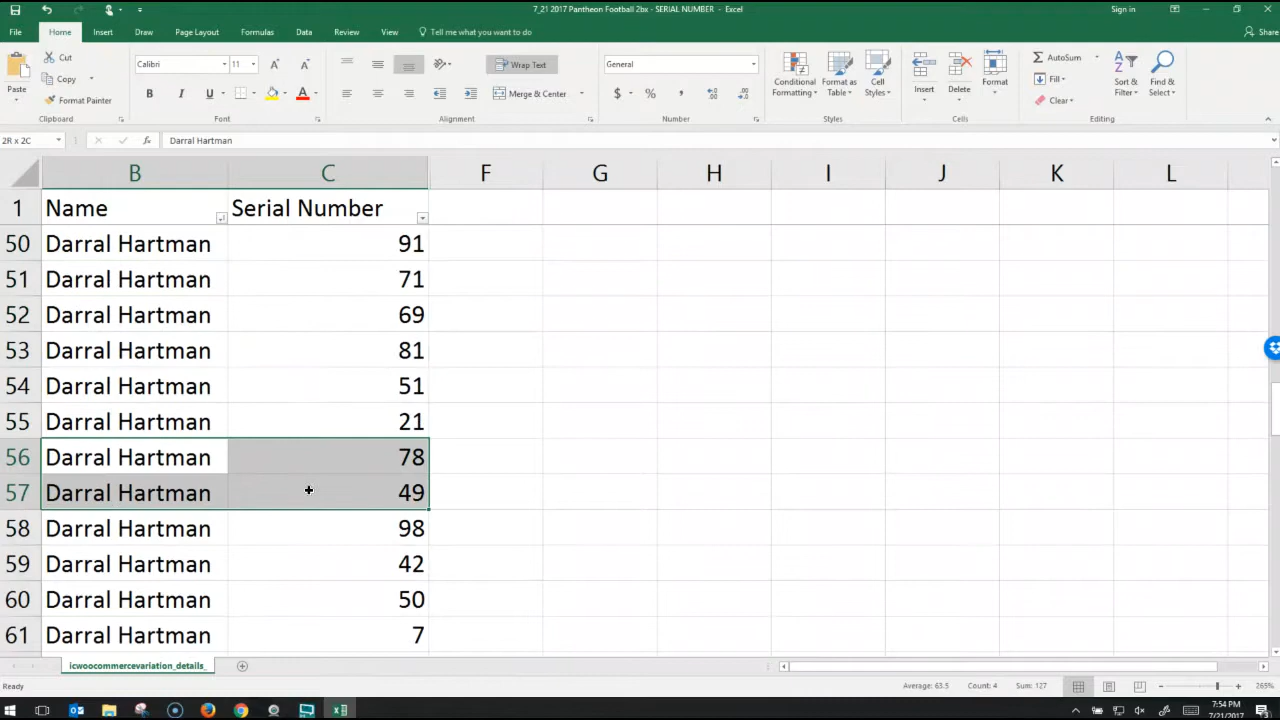 7_21 2017 Pantheon Football 2bx - SERIAL NUMBER - Excel
Sign in
File Home Insert Draw Page Layout Formulas Data Review View Tell me what you want to do Share
Paste
Cut
Copy
Format Painter
Clipboard
Calibri 11
B I U
Font
Wrap Text
Merge & Center
Alignment
General
$ % ,
Number
Conditional Formatting
Format as Table
Cell Styles
Styles
Insert
Delete
Format
Cells
AutoSum
Fill
Clear
Sort & Filter
Find & Select
Editing
2R x 2C fx Darral Hartman
B C F G H I J K L
1 Name Serial Number
50 Darral Hartman 91
51 Darral Hartman 71
52 Darral Hartman 69
53 Darral Hartman 81
54 Darral Hartman 51
55 Darral Hartman 21
56 Darral Hartman 78
57 Darral Hartman 49
58 Darral Hartman 98
59 Darral Hartman 42
60 Darral Hartman 50
61 Darral Hartman 7
icwoocommercevariation_details_
Ready Average: 63.5 Count: 4 Sum: 127 265%
7:54 PM
7/21/2017